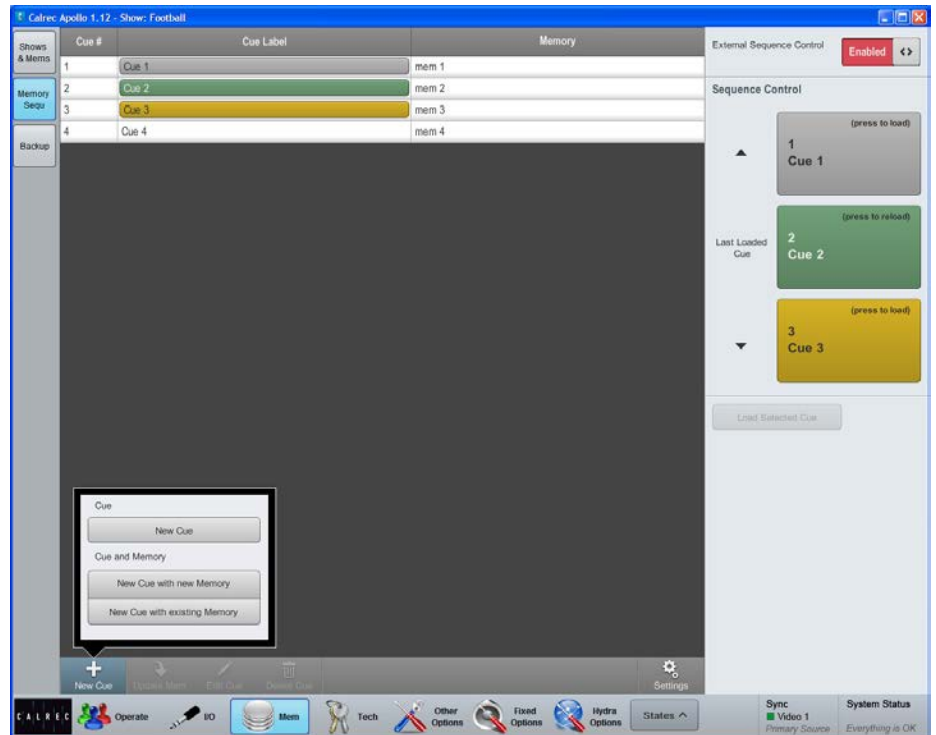 Calrec Apollo 1.12 - Show: Football
Shows & Mems
Memory Sequ
Backup
Cue # Cue Label Memory
1 Cue 1 mem 1
2 Cue 2 mem 2
3 Cue 3 mem 3
4 Cue 4 mem 4
External Sequence Control Enabled <>
Sequence Control
(press to load)
1
Cue 1
Last Loaded Cue
(press to reload)
2
Cue 2
(press to load)
3
Cue 3
Load Selected Cue
Cue
New Cue
Cue and Memory
New Cue with new Memory
New Cue with existing Memory
New Cue Update Mem Edit Cue Delete Cue Settings
CALREC Operate I/O Mem Tech Other Options Fixed Options Hydra Options States
Sync
Video 1
Primary Source
System Status
Everything is OK